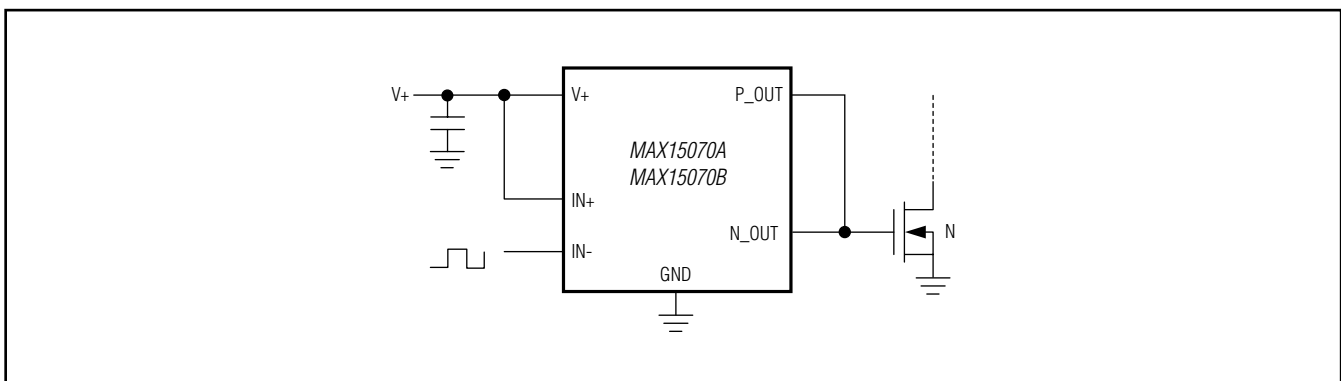 V+
V+
P_OUT
MAX15070A
MAX15070B
IN+
N_OUT
N
IN-
GND